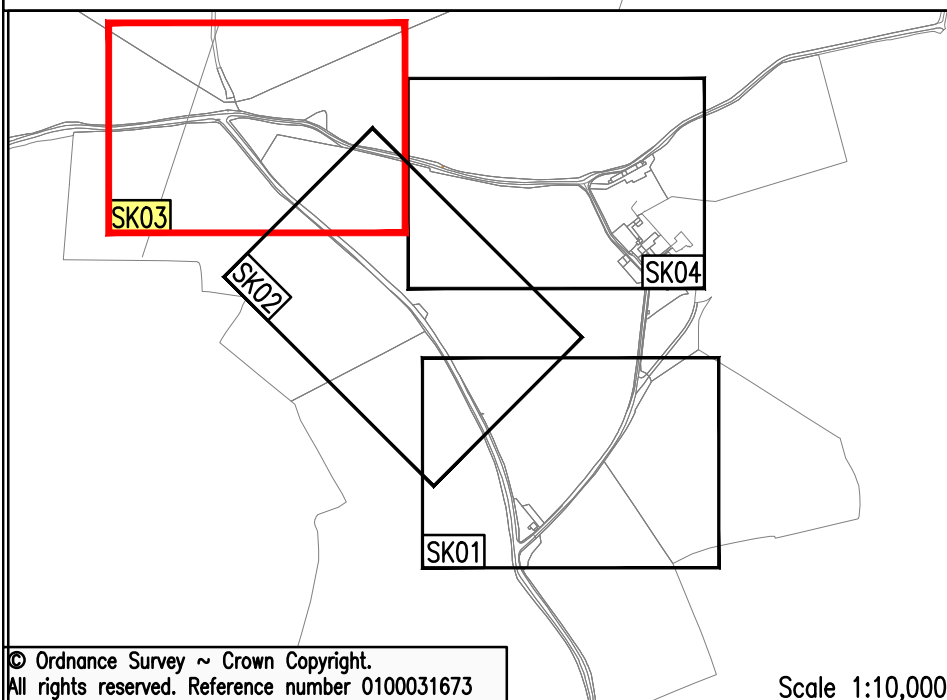 SK03
SK04
SK02
SK01
© Ordnance Survey ~ Crown Copyright.
All rights reserved. Reference number 0100031673
Scale 1:10,000